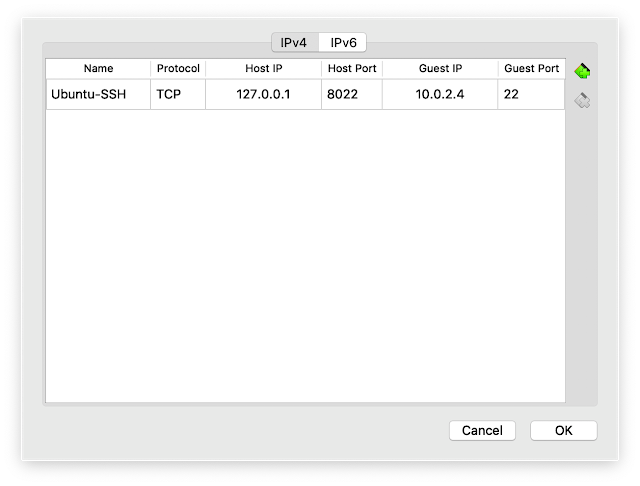 IPv4 IPv6
Name Protocol Host IP Host Port Guest IP Guest Port
Ubuntu-SSH TCP 127.0.0.1 8022 10.0.2.4 22
Cancel OK